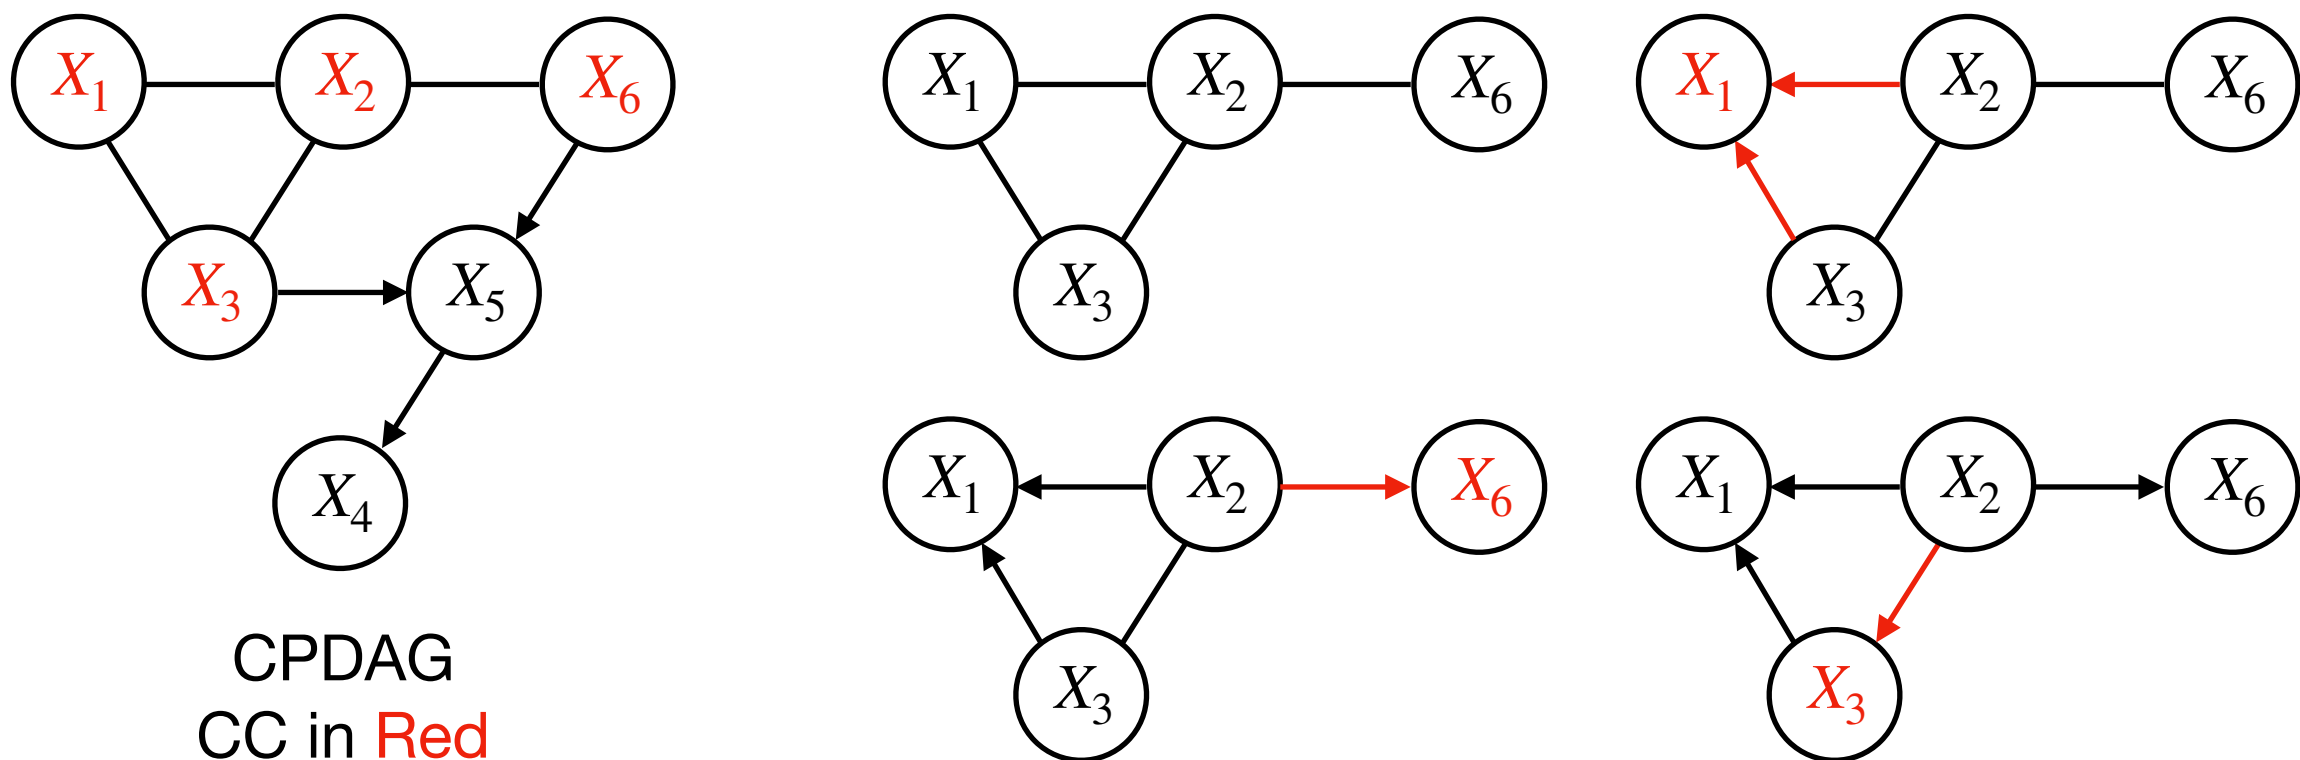 X1 X2 X6 X1 X2 X6 X1 X2 X6
X3 X5 X3 X3
X1 X2 X6 X1 X2 X6
X4
CPDAG
X3 X3
CC in Red